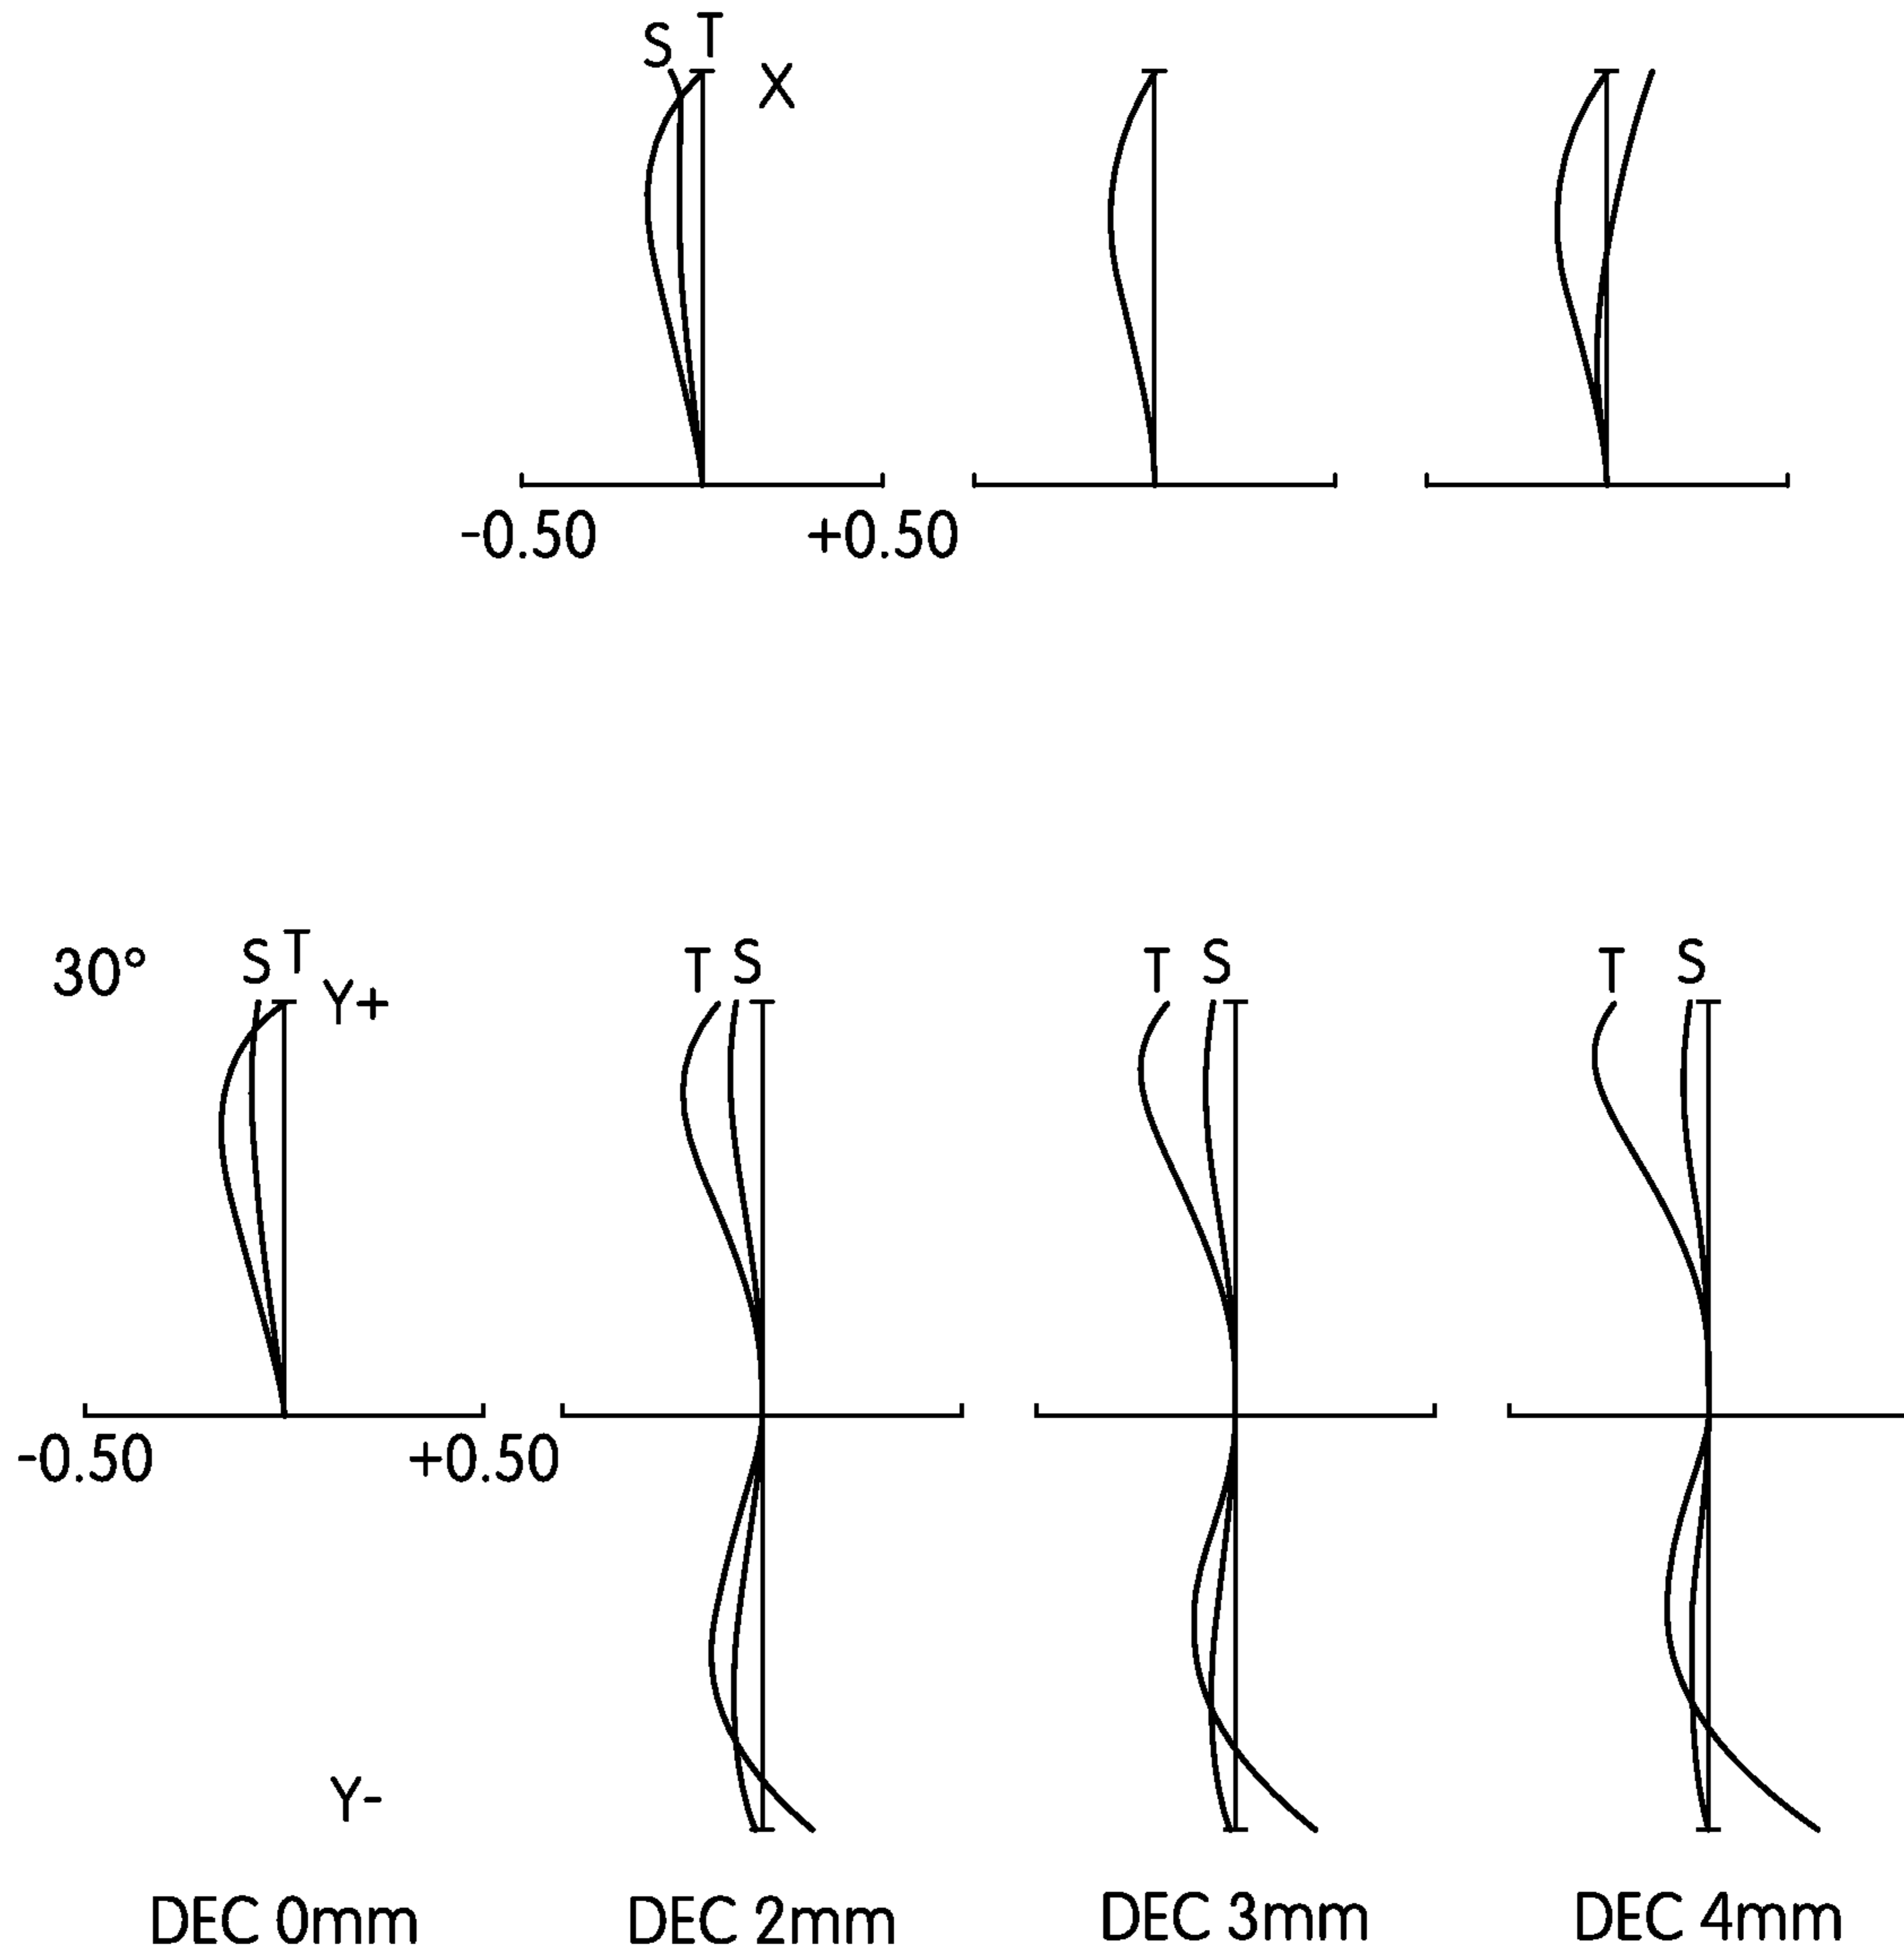 S T
X
-0.50 +0.50
30° S T Y+ T S T S T S
-0.50 +0.50
Y-
DEC 0mm DEC 2mm DEC 3mm DEC 4mm